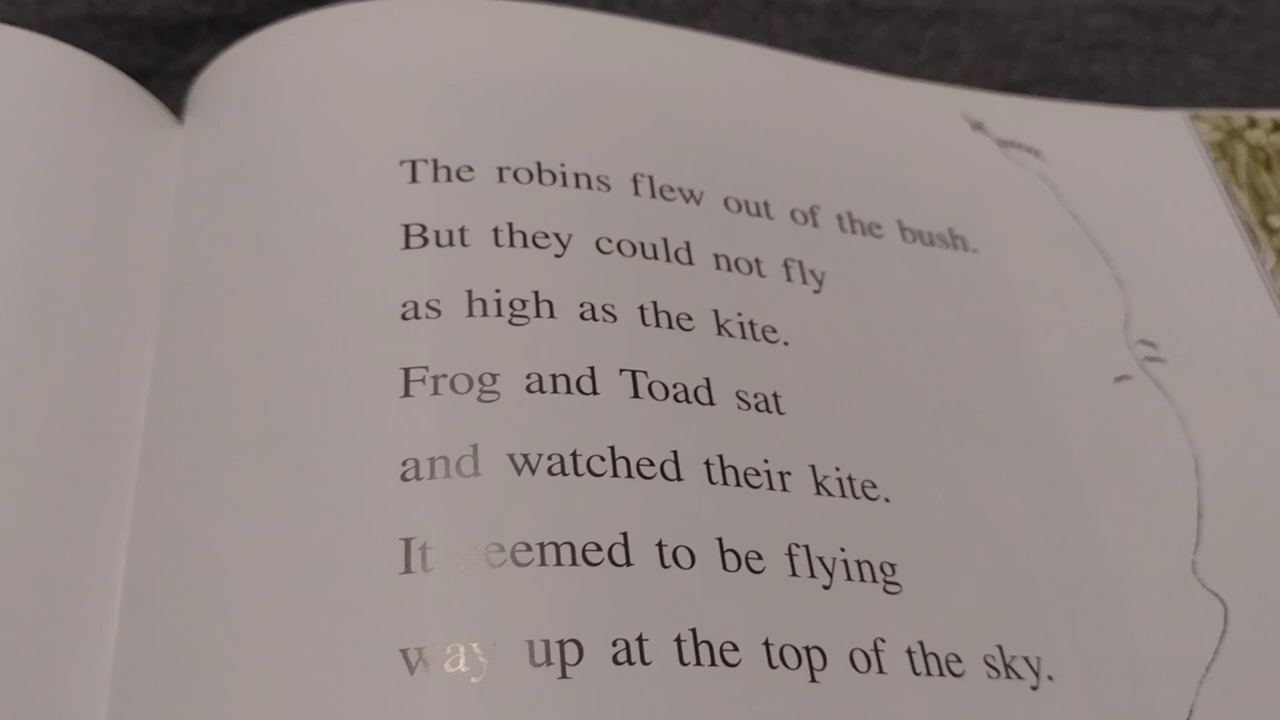 The robins flew out of the bush.
But they could not fly
as high as the kite.
Frog and Toad sat
and watched their kite.
It seemed to be flying
way up at the top of the sky.